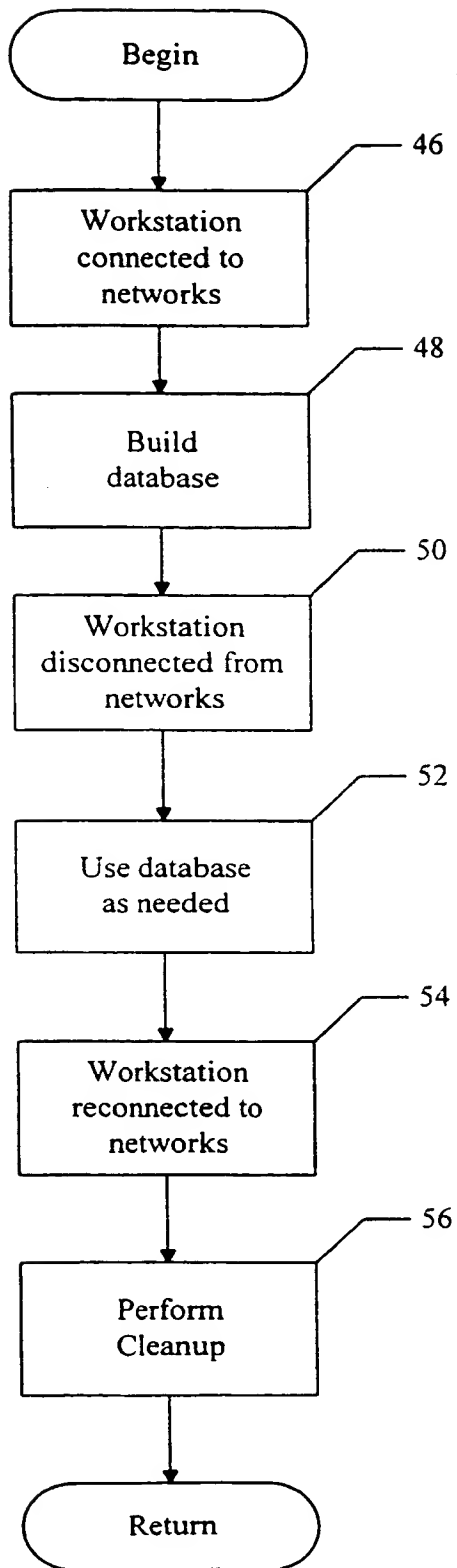 Begin
46
Workstation
connected to
networks
48
Build
database
50
Workstation
disconnected from
networks
52
Use database
as needed
54
Workstation
reconnected to
networks
56
Perform
Cleanup
Return